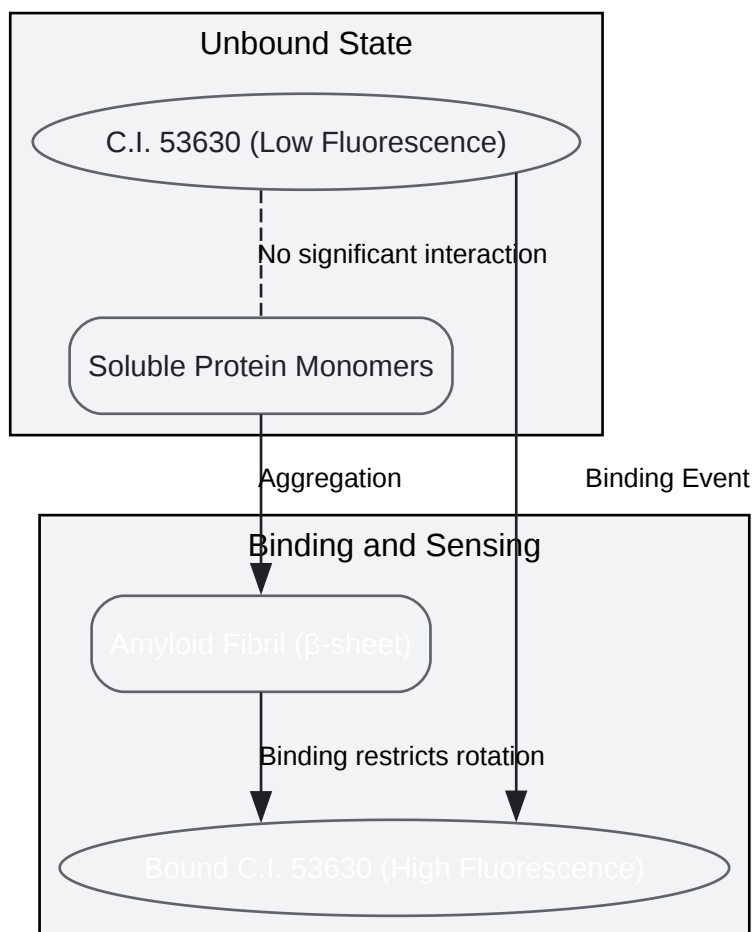 Unbound State
C.I. 53630 (Low Fluorescence)
No significant interaction
Soluble Protein Monomers
Aggregation
Binding Event
Binding and Sensing
Amyloid Fibril (β-sheet)
Binding restricts rotation
Bound C.I. 53630 (High Fluorescence)